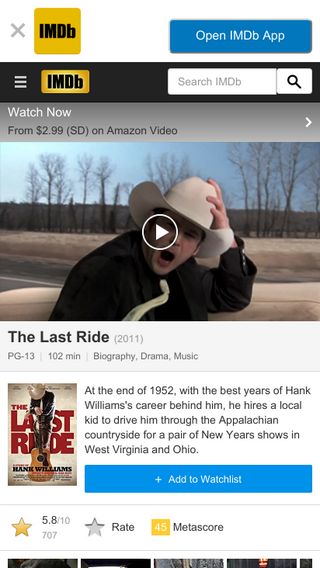 IMDb
Open IMDb App
IMDb
Search IMDb
Watch Now
From $2.99 (SD) on Amazon Video
The Last Ride (2011)
PG-13 | 102 min | Biography, Drama, Music
THE LAST RIDE
HANK WILLIAMS
At the end of 1952, with the best years of Hank
Williams's career behind him, he hires a local
kid to drive him through the Appalachian
countryside for a pair of New Years shows in
West Virginia and Ohio.
+ Add to Watchlist
5.8/10
707
Rate
45 Metascore